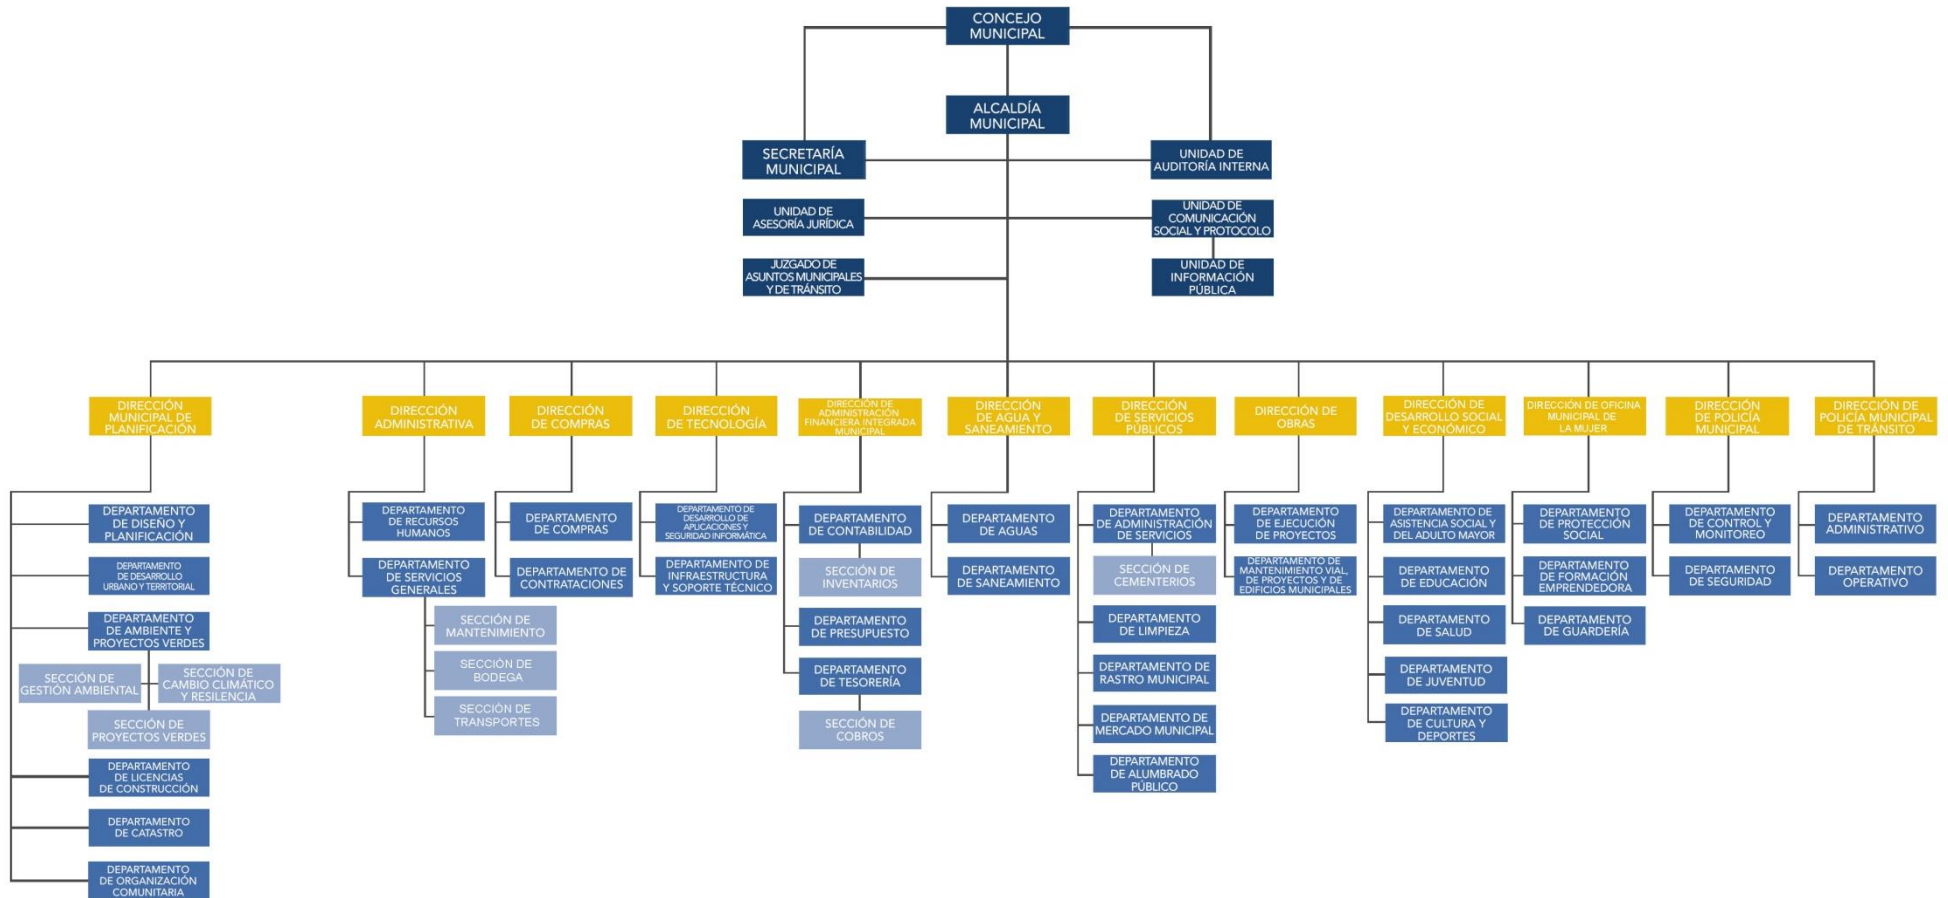 CONCEJO
MUNICIPAL
ALCALDÍA
MUNICIPAL
SECRETARÍA
MUNICIPAL
UNIDAD DE
AUDITORÍA INTERNA
UNIDAD DE
ASESORÍA JURÍDICA
UNIDAD DE
COMUNICACIÓN
SOCIAL Y PROTOCOLO
JUZGADO DE
ASUNTOS MUNICIPALES
Y DE TRÁNSITO
UNIDAD DE
INFORMACIÓN
PÚBLICA
DIRECCIÓN
MUNICIPAL DE
PLANIFICACIÓN
DIRECCIÓN
ADMINISTRATIVA
DIRECCIÓN
DE COMPRAS
DIRECCIÓN
DE TECNOLOGÍA
DIRECCIÓN DE
ADMINISTRACIÓN
FINANCIERA INTEGRADA
MUNICIPAL
DIRECCIÓN
DE AGUA Y
SANEAMIENTO
DIRECCIÓN
DE SERVICIOS
PÚBLICOS
DIRECCIÓN DE
OBRAS
DIRECCIÓN DE
DESARROLLO SOCIAL
Y ECONÓMICO
DIRECCIÓN DE OFICINA
MUNICIPAL DE
LA MUJER
DIRECCIÓN
DE POLICÍA
MUNICIPAL
DIRECCIÓN DE
POLICÍA MUNICIPAL
DE TRÁNSITO
DEPARTAMENTO
DE DISEÑO Y
PLANIFICACIÓN
DEPARTAMENTO
DE DESARROLLO
URBANO Y TERRITORIAL
DEPARTAMENTO
DE AMBIENTE Y
PROYECTOS VERDES
SECCIÓN DE
GESTIÓN AMBIENTAL
SECCIÓN DE
CAMBIO CLIMÁTICO
Y RESILENCIA
SECCIÓN DE
PROYECTOS VERDES
DEPARTAMENTO
DE LICENCIAS
DE CONSTRUCCIÓN
DEPARTAMENTO
DE CATASTRO
DEPARTAMENTO
DE ORGANIZACIÓN
COMUNITARIA
DEPARTAMENTO
DE RECURSOS
HUMANOS
DEPARTAMENTO
DE SERVICIOS
GENERALES
SECCIÓN DE
MANTENIMIENTO
SECCIÓN DE
BODEGA
SECCIÓN DE
TRANSPORTES
DEPARTAMENTO
DE COMPRAS
DEPARTAMENTO DE
CONTRATACIONES
DEPARTAMENTO DE
DESARROLLO DE
APLICACIONES Y
SEGURIDAD INFORMÁTICA
DEPARTAMENTO DE
INFRAESTRUCTURA
Y SOPORTE TÉCNICO
DEPARTAMENTO
DE CONTABILIDAD
SECCIÓN DE
INVENTARIOS
DEPARTAMENTO
DE PRESUPUESTO
DEPARTAMENTO
DE TESORERÍA
SECCIÓN DE
COBROS
DEPARTAMENTO
DE AGUAS
DEPARTAMENTO
DE SANEAMIENTO
DEPARTAMENTO
DE ADMINISTRACIÓN
DE SERVICIOS
SECCIÓN DE
CEMENTERIOS
DEPARTAMENTO
DE LIMPIEZA
DEPARTAMENTO DE
RASTRO MUNICIPAL
DEPARTAMENTO DE
MERCADO MUNICIPAL
DEPARTAMENTO
DE ALUMBRADO
PÚBLICO
DEPARTAMENTO
DE EJECUCIÓN
DE PROYECTOS
DEPARTAMENTO DE
MANTENIMIENTO VIAL,
DE PROYECTOS Y DE
EDIFICIOS MUNICIPALES
DEPARTAMENTO DE
ASISTENCIA SOCIAL Y
DEL ADULTO MAYOR
DEPARTAMENTO
DE EDUCACIÓN
DEPARTAMENTO
DE SALUD
DEPARTAMENTO
DE JUVENTUD
DEPARTAMENTO
DE CULTURA Y
DEPORTES
DEPARTAMENTO
DE PROTECCIÓN
SOCIAL
DEPARTAMENTO
DE FORMACIÓN
EMPRENDEDORA
DEPARTAMENTO
DE GUARDERÍA
DEPARTAMENTO
DE CONTROL Y
MONITOREO
DEPARTAMENTO
DE SEGURIDAD
DEPARTAMENTO
ADMINISTRATIVO
DEPARTAMENTO
OPERATIVO